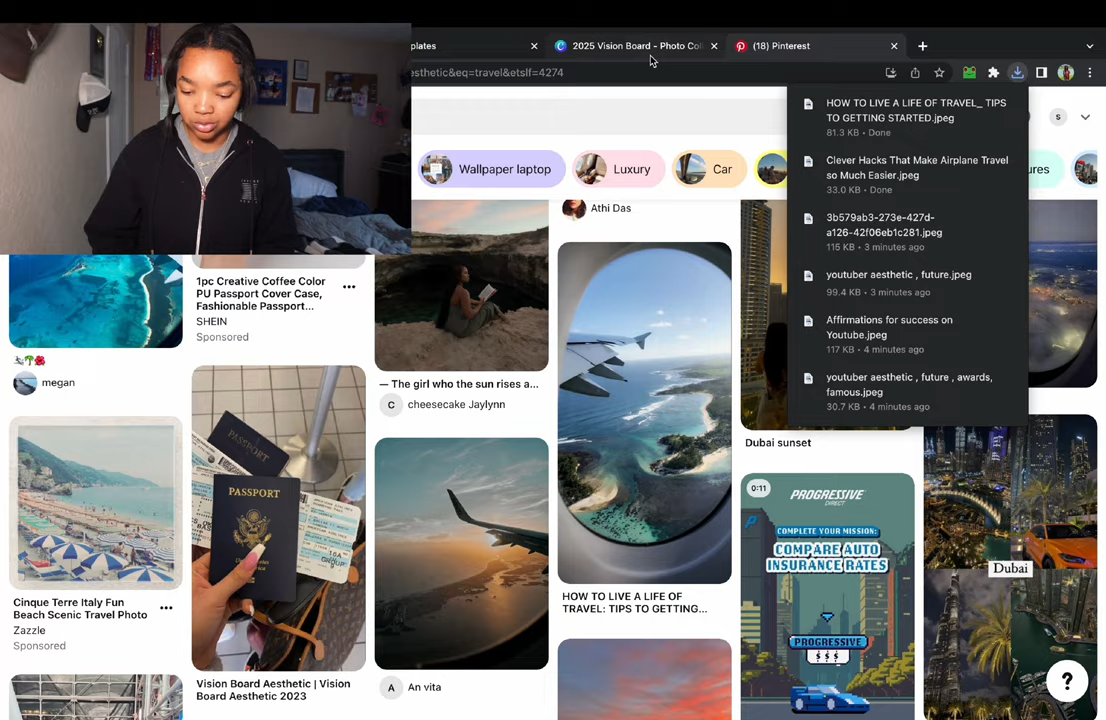 plates
2025 Vision Board - Photo Col
(18) Pinterest
esthetic&eq=travel&etslf=4274
S
Wallpaper laptop
Luxury
Car
ures
HOW TO LIVE A LIFE OF TRAVEL_ TIPS
TO GETTING STARTED.jpeg
81.3 KB • Done
Clever Hacks That Make Airplane Travel
so Much Easier.jpeg
33.0 KB • Done
3b579ab3-273e-427d-
a126-42f06eb1c281.jpeg
116 KB • 3 minutes ago
youtuber aesthetic , future.jpeg
99.4 KB • 3 minutes ago
Affirmations for success on
Youtube.jpeg
117 KB • 4 minutes ago
youtuber aesthetic , future , awards,
famous.jpeg
30.7 KB • 4 minutes ago
megan
Cinque Terre Italy Fun
Beach Scenic Travel Photo
Zazzle
Sponsored
1pc Creative Coffee Color
PU Passport Cover Case,
Fashionable Passport...
SHEIN
Sponsored
PASSPORT
PASSPORT
Vision Board Aesthetic | Vision
Board Aesthetic 2023
— The girl who the sun rises a...
C
cheesecake Jaylynn
A
An vita
Athi Das
HOW TO LIVE A LIFE OF
TRAVEL: TIPS TO GETTING...
Dubai sunset
0:11
PROGRESSIVE
DIRECT
COMPLETE YOUR MISSION:
COMPARE AUTO
INSURANCE RATES
PROGRESSIVE
$ $ $
Dubai
?